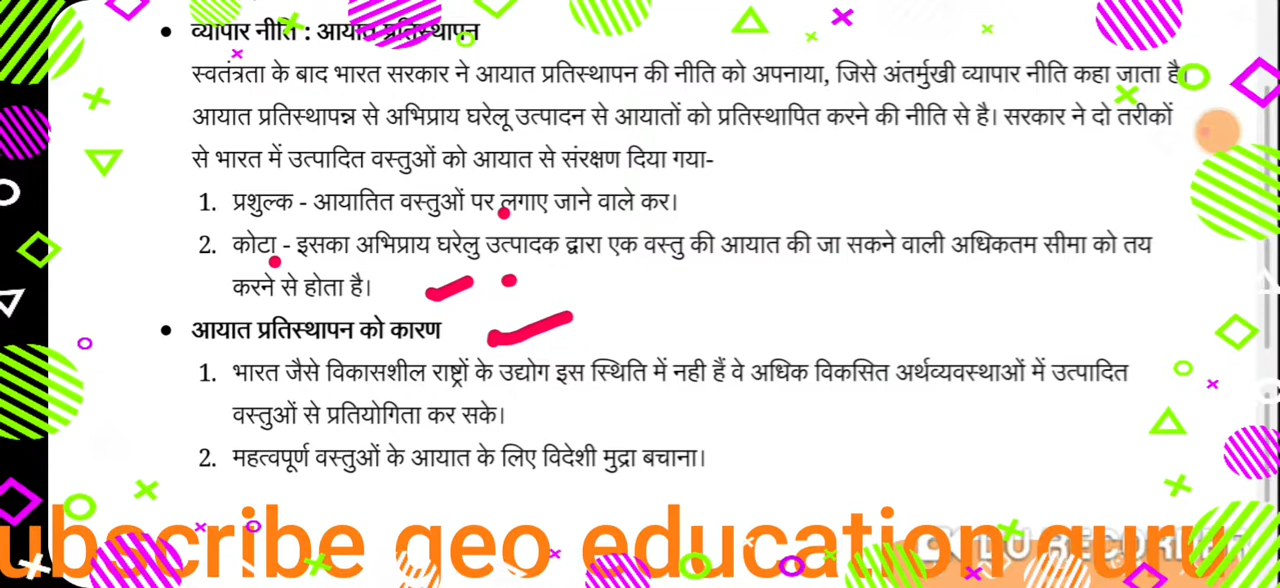 व्यापार नीति : आयात प्रतिस्थापन
स्वतंत्रता के बाद भारत सरकार ने आयात प्रतिस्थापन की नीति को अपनाया, जिसे अंतर्मुखी व्यापार नीति कहा जाता है।
आयात प्रतिस्थापन्न से अभिप्राय घरेलू उत्पादन से आयातों को प्रतिस्थापित करने की नीति से है। सरकार ने दो तरीकों
से भारत में उत्पादित वस्तुओं को आयात से संरक्षण दिया गया-
1. प्रशुल्क - आयातित वस्तुओं पर लगाए जाने वाले कर।
2. कोटा - इसका अभिप्राय घरेलु उत्पादक द्वारा एक वस्तु की आयात की जा सकने वाली अधिकतम सीमा को तय
करने से होता है।
आयात प्रतिस्थापन को कारण
1. भारत जैसे विकासशील राष्ट्रों के उद्योग इस स्थिति में नही हैं वे अधिक विकसित अर्थव्यवस्थाओं में उत्पादित
वस्तुओं से प्रतियोगिता कर सके।
2. महत्वपूर्ण वस्तुओं के आयात के लिए विदेशी मुद्रा बचाना।
ubscribe geo education guru